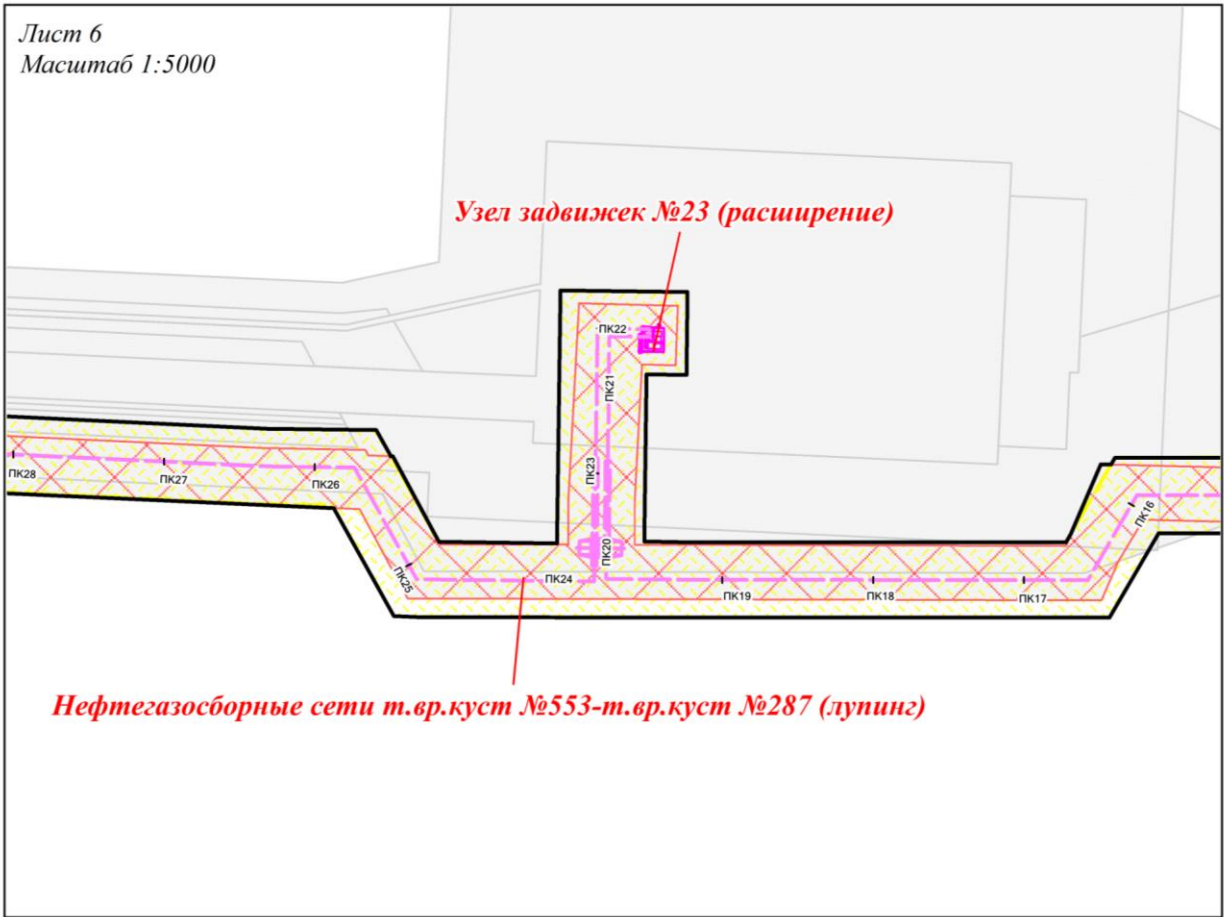 Лист 6
Масштаб 1:5000
Узел задвижек №23 (расширение)
ПК22
ПК21
ПК23
ПК28
ПК27
ПК26
ПК16
ПК20
ПК25
ПК24
ПК19
ПК18
ПК17
Нефтегазосборные сети т.вр.куст №553-т.вр.куст №287 (лупинг)